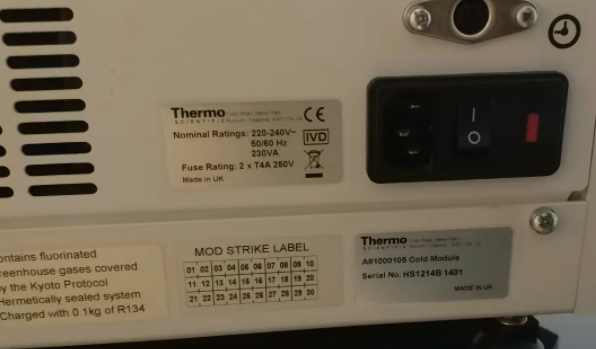 Thermo
SCIENTIFIC
CE
Nominal Ratings: 220-240V~
50/60 Hz
230VA
IVD
Fuse Rating: 2 x T4A 250V
Made in UK
I
O
ontains fluorinated
reenhouse gases covered
y the Kyoto Protocol
Hermetically sealed system
Charged with 0.1kg of R134
MOD STRIKE LABEL
01 02 03 04 05 06 07 08 09 10
11 12 13 14 15 16 17 18 19 20
21 22 23 24 25 26 27 28 29 30
Thermo
SCIENTIFIC
A81000105 Cold Module
Serial No: HS1214B 1401
MADE IN UK